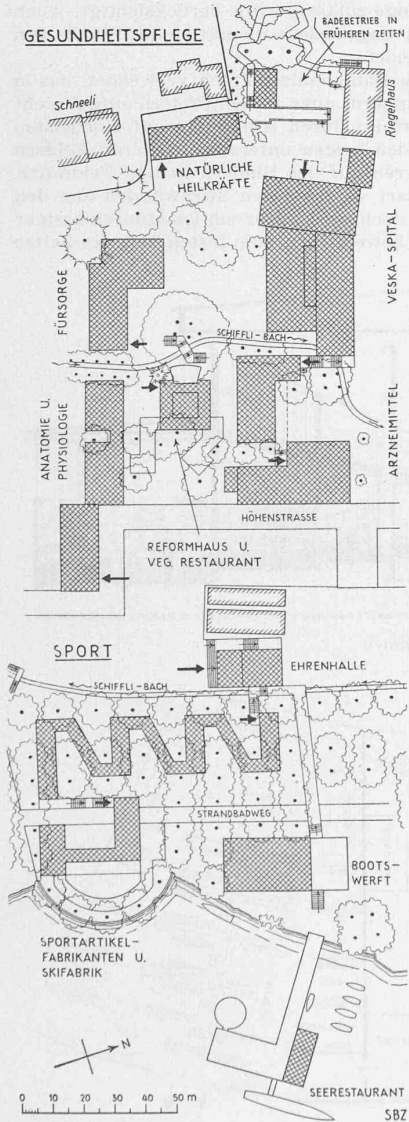 GESUNDHEITSPFLEGE
BADEBETRIEB IN
FRÜHEREN ZEITEN
Schneeli
Riegelhaus
NATÜRLICHE
HEILKRÄFTE
FÜRSORGE
VESKA-SPITAL
SCHIFFLI-BACH
ANATOMIE U.
PHYSIOLOGIE
ARZNEIMITTEL
HÖHENSTRASSE
REFORMHAUS U.
VEG. RESTAURANT
SPORT
EHRENHALLE
SCHIFFLI-BACH
STRANDBADWEG
BOOTS-
WERFT
SPORTARTIKEL-
FABRIKANTEN U.
SKIFABRIK
N
0 10 20 30 40 50 m
SEERESTAURANT
SBZ